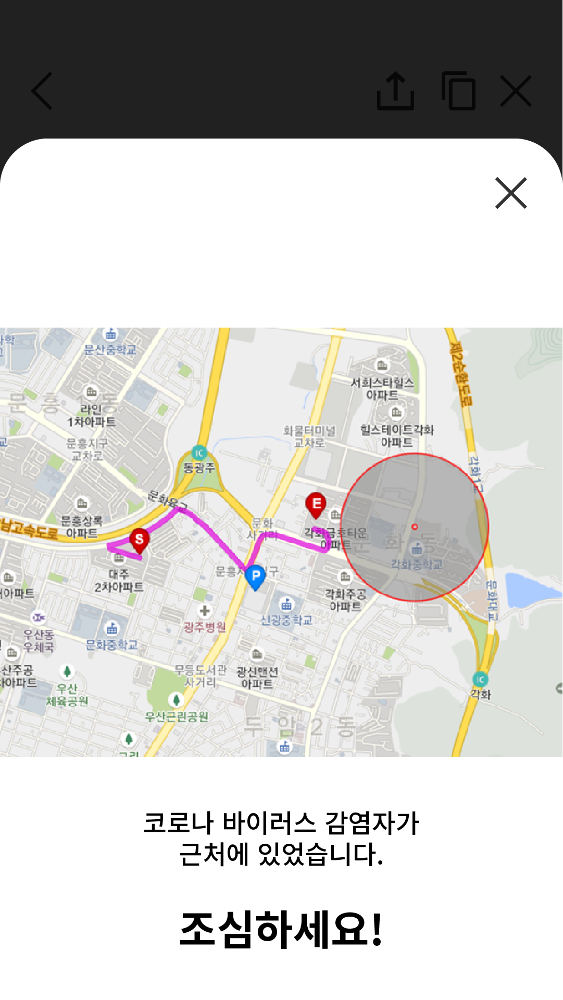 문산중학교
제2순환도로
서희스타힐스
아파트
문흥1동
라인
1차아파트
힐스테이트각화
아파트
화물터미널
교차로
문흥지구
교차로
IC
동광주
각화1교
문화육교
E
문흥상록
아파트
남고속도로
문화
사거리
각화금호타운
아파트
S
문화동
각화중학교
대주
2차아파트
P
아파트
각화주공
아파트
문화대교
신광중학교
광주병원
우산동
우체국
문화중학교
산주공
차아파트
무등도서관
사거리
광신맨션
아파트
우산
체육공원
IC
각화
우산근린공원
두암2동
코로나 바이러스 감염자가
근처에 있었습니다.
조심하세요!